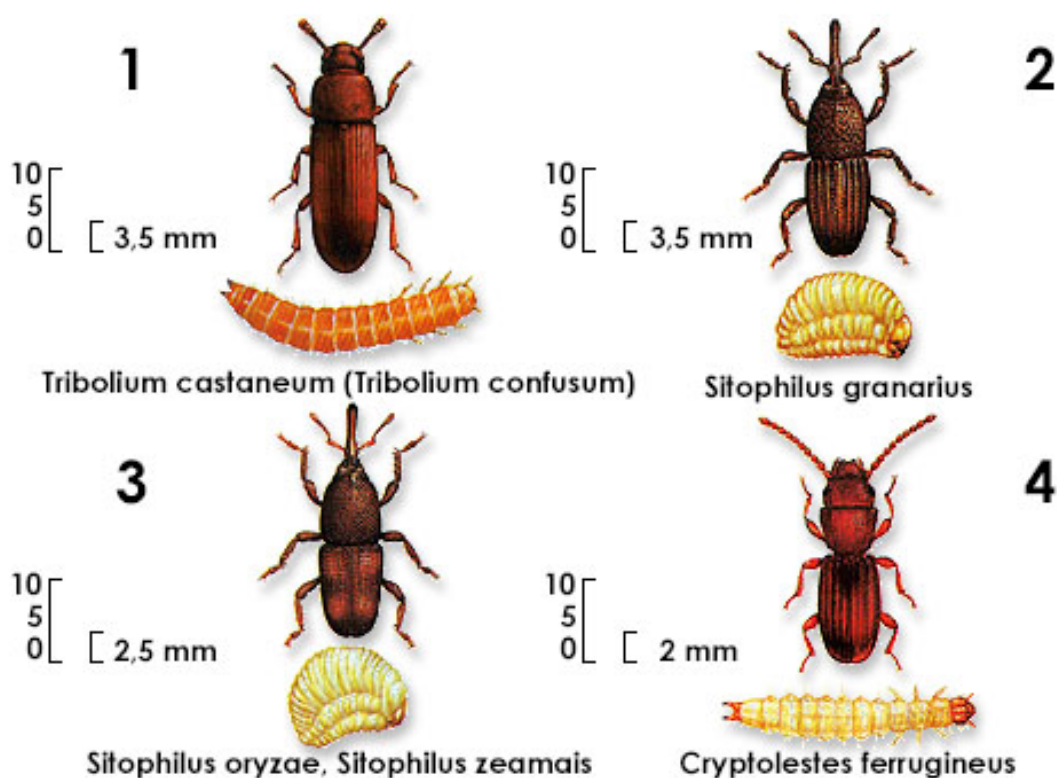 1
10
5
0
3,5 mm
Tribolium castaneum (Tribolium confusum)
2
10
5
0
3,5 mm
Sitophilus granarius
3
10
5
0
2,5 mm
Sitophilus oryzae, Sitophilus zeamais
4
10
5
0
2 mm
Cryptolestes ferrugineus